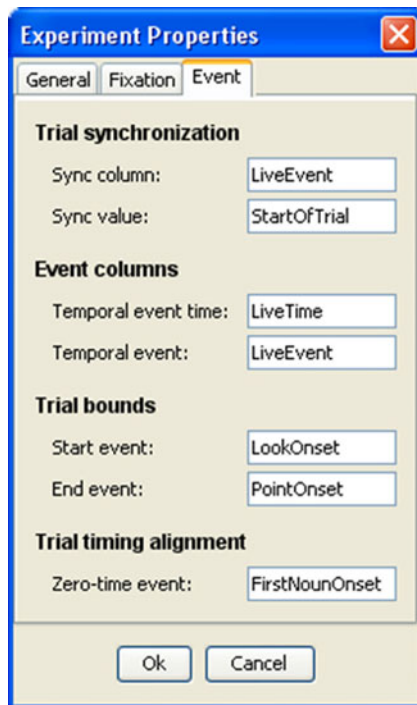 Experiment Properties
General Fixation Event
Trial synchronization
Sync column: LiveEvent
Sync value: StartOfTrial
Event columns
Temporal event time: LiveTime
Temporal event: LiveEvent
Trial bounds
Start event: LookOnset
End event: PointOnset
Trial timing alignment
Zero-time event: FirstNounOnset
Ok Cancel